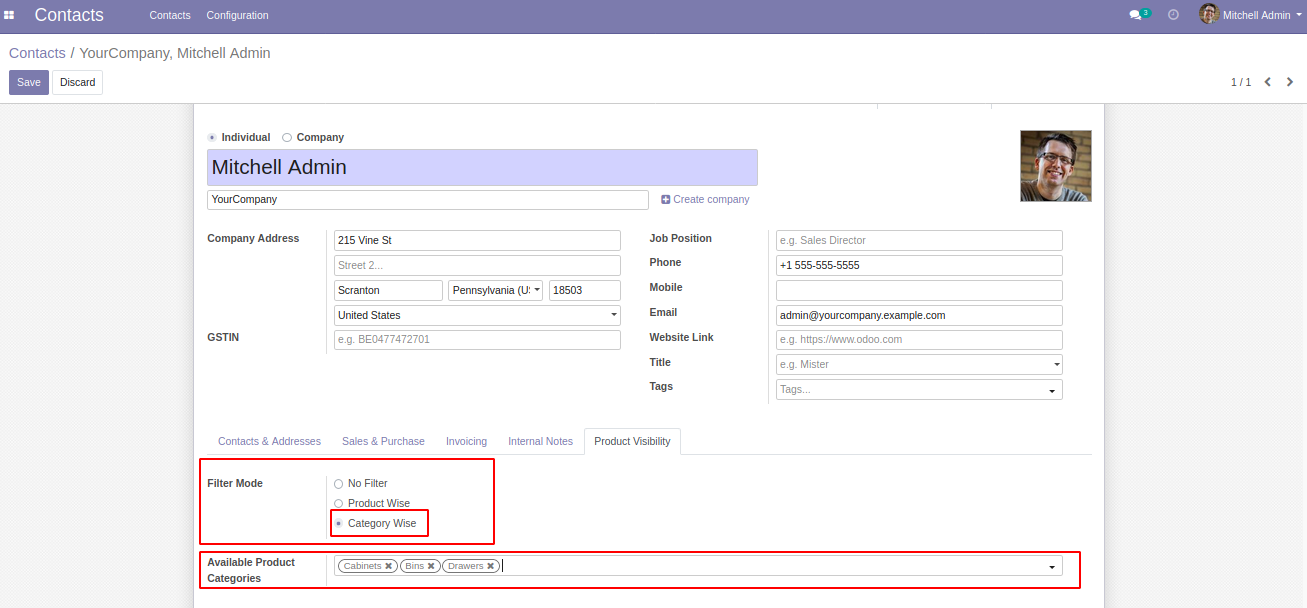 Contacts Contacts Configuration 3 Mitchell Admin
Contacts / YourCompany, Mitchell Admin
Save Discard 1 / 1
Individual Company
Mitchell Admin
YourCompany Create company
Company Address 215 Vine St Job Position e.g. Sales Director
Street 2... Phone +1 555-555-5555
Scranton Pennsylvania (U 18503 Mobile
United States Email admin@yourcompany.example.com
GSTIN e.g. BE0477472701 Website Link e.g. https://www.odoo.com
Title e.g. Mister
Tags Tags...
Contacts & Addresses Sales & Purchase Invoicing Internal Notes Product Visibility
Filter Mode No Filter
Product Wise
Category Wise
Available Product Cabinets ✖ Bins ✖ Drawers ✖
Categories